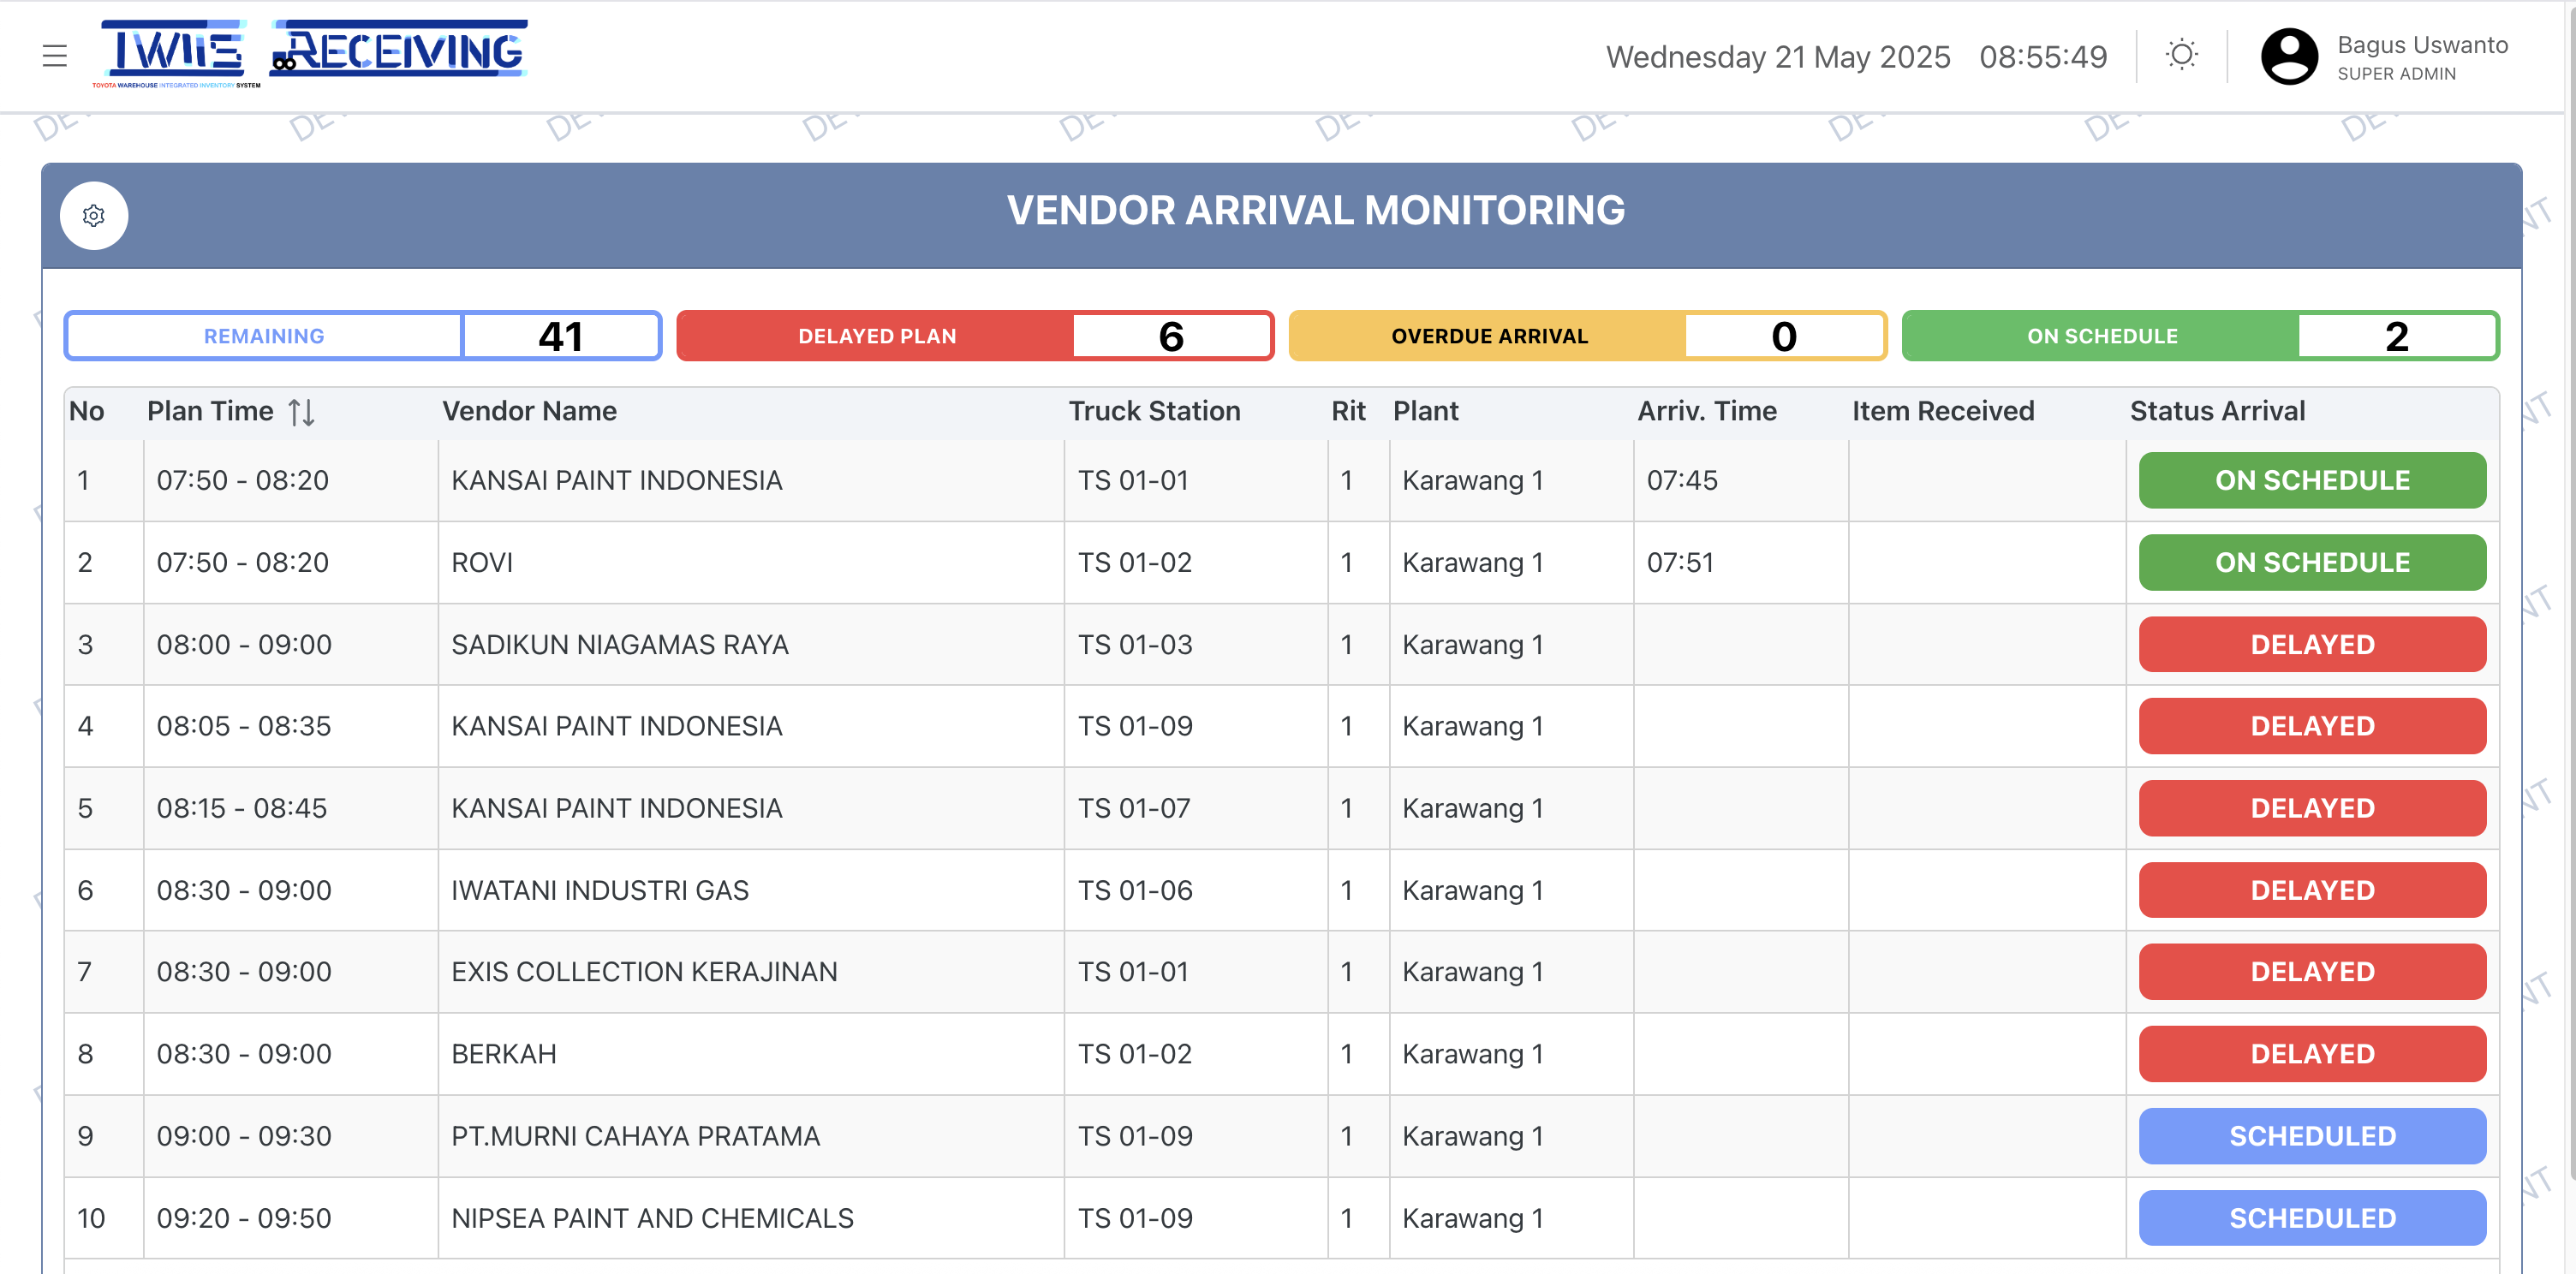 TWIIS RECEIVING
TOYOTA WAREHOUSE INTEGRATED INVENTORY SYSTEM
Wednesday 21 May 2025 08:55:49
Bagus Uswanto
SUPER ADMIN
VENDOR ARRIVAL MONITORING
REMAINING 41 DELAYED PLAN 6 OVERDUE ARRIVAL 0 ON SCHEDULE 2
No Plan Time Vendor Name Truck Station Rit Plant Arriv. Time Item Received Status Arrival
1 07:50 - 08:20 KANSAI PAINT INDONESIA TS 01-01 1 Karawang 1 07:45 ON SCHEDULE
2 07:50 - 08:20 ROVI TS 01-02 1 Karawang 1 07:51 ON SCHEDULE
3 08:00 - 09:00 SADIKUN NIAGAMAS RAYA TS 01-03 1 Karawang 1 DELAYED
4 08:05 - 08:35 KANSAI PAINT INDONESIA TS 01-09 1 Karawang 1 DELAYED
5 08:15 - 08:45 KANSAI PAINT INDONESIA TS 01-07 1 Karawang 1 DELAYED
6 08:30 - 09:00 IWATANI INDUSTRI GAS TS 01-06 1 Karawang 1 DELAYED
7 08:30 - 09:00 EXIS COLLECTION KERAJINAN TS 01-01 1 Karawang 1 DELAYED
8 08:30 - 09:00 BERKAH TS 01-02 1 Karawang 1 DELAYED
9 09:00 - 09:30 PT.MURNI CAHAYA PRATAMA TS 01-09 1 Karawang 1 SCHEDULED
10 09:20 - 09:50 NIPSEA PAINT AND CHEMICALS TS 01-09 1 Karawang 1 SCHEDULED